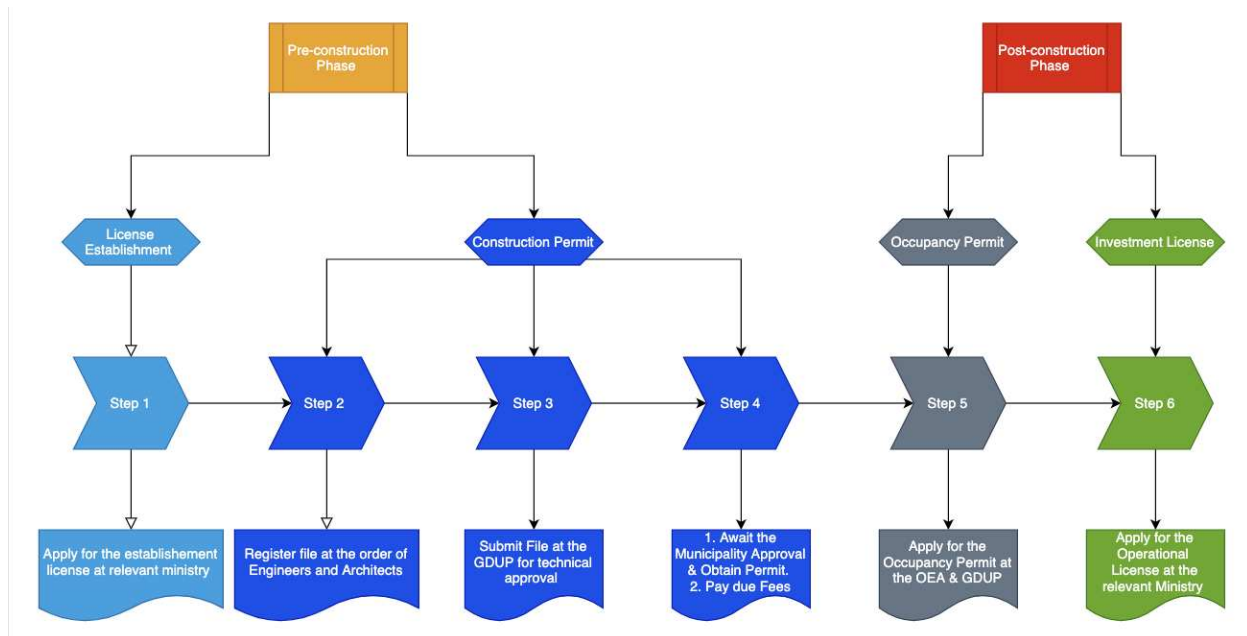 Pre-construction
Phase
Post-construction
Phase
License
Establishment
Construction Permit
Occupancy Permit
Investment License
Step 1
Step 2
Step 3
Step 4
Step 5
Step 6
Apply for the establishement
license at relevant ministry
Register file at the order of
Engineers and Architects
Submit File at the
GDUP for technical
approval
1. Await the
Municipality Approval
& Obtain Permit.
2. Pay due Fees
Apply for the
Occupancy Permit at
the OEA & GDUP
Apply for the
Operational
License at the
relevant Ministry